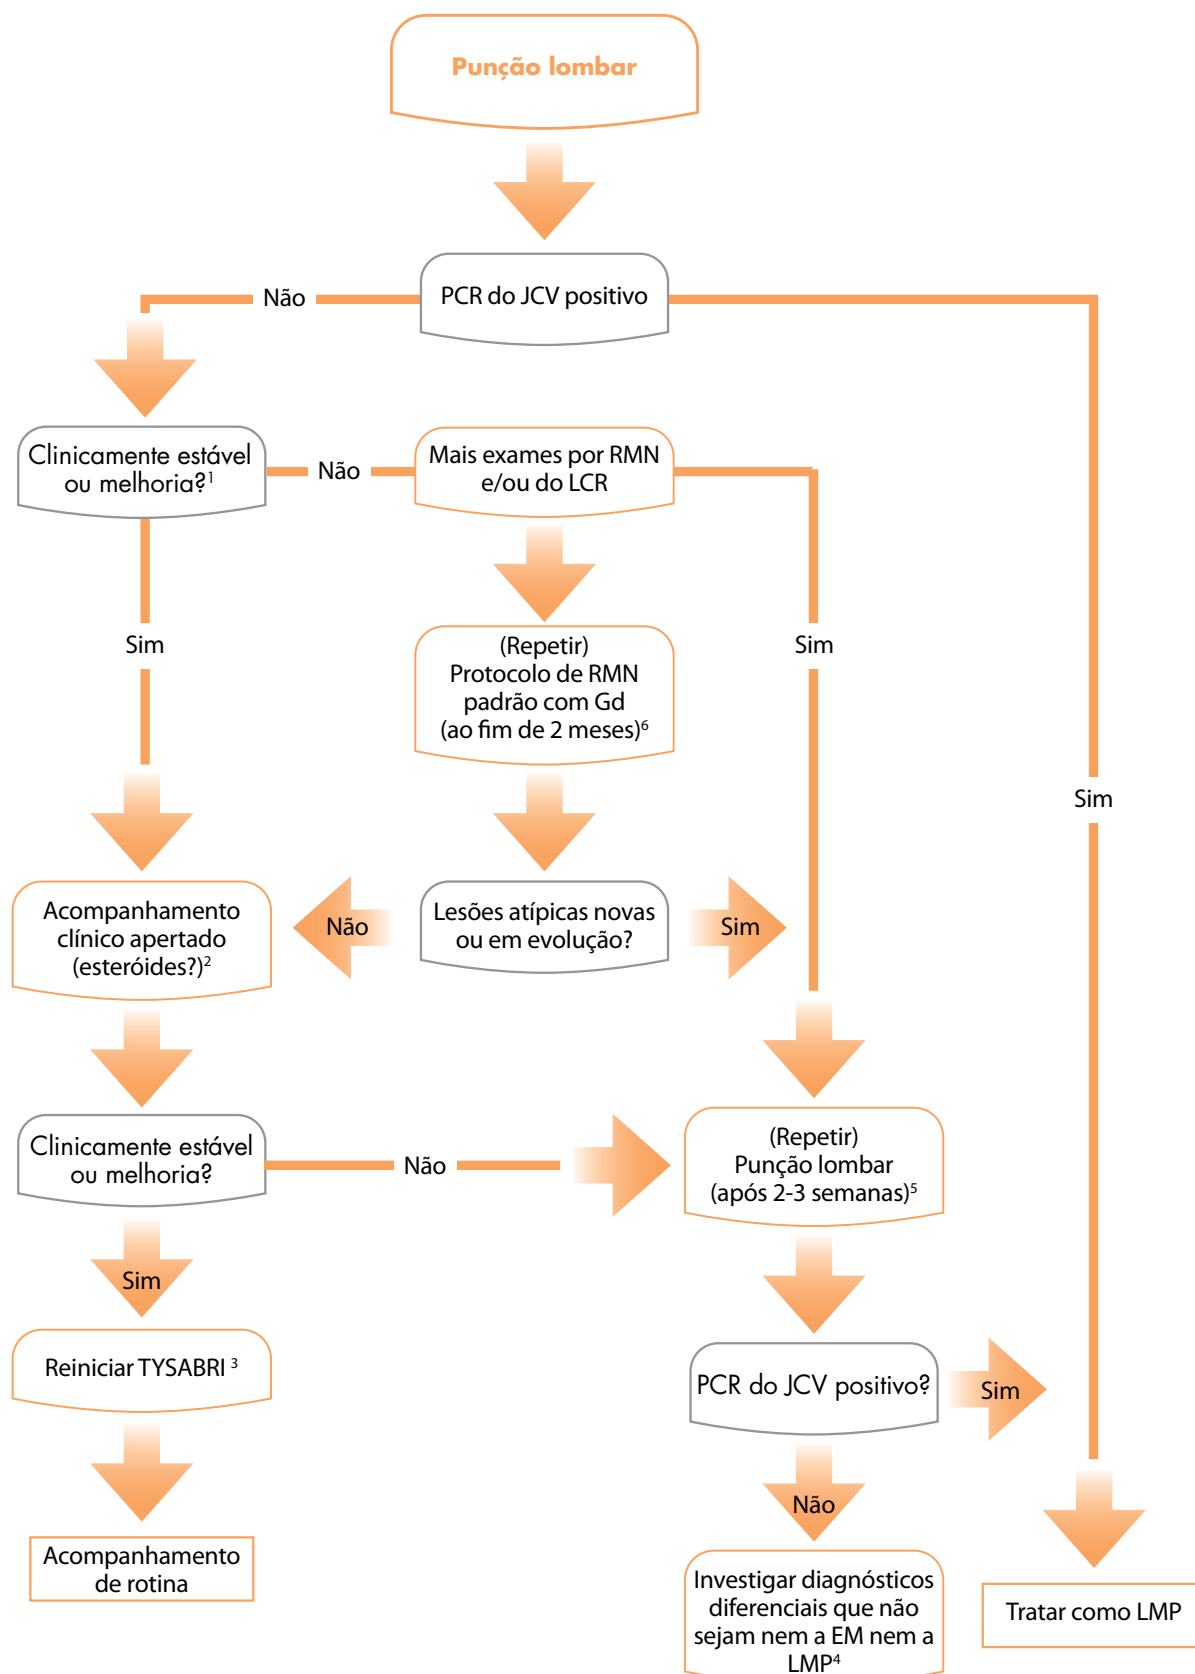 Punção lombar
Não
PCR do JCV positivo
Clinicamente estável
ou melhoria?1
Não
Mais exames por RMN
e/ou do LCR
Sim
(Repetir)
Protocolo de RMN
padrão com Gd
(ao fim de 2 meses)6
Sim
Sim
Acompanhamento
clínico apertado
(esteróides?)2
Não
Lesões atípicas novas
ou em evolução?
Sim
Clinicamente estável
ou melhoria?
Não
(Repetir)
Punção lombar
(após 2-3 semanas)5
Sim
Reiniciar TYSABRI 3
PCR do JCV positivo?
Sim
Não
Acompanhamento
de rotina
Investigar diagnósticos
diferenciais que não
sejam nem a EM nem a
LMP4
Tratar como LMP